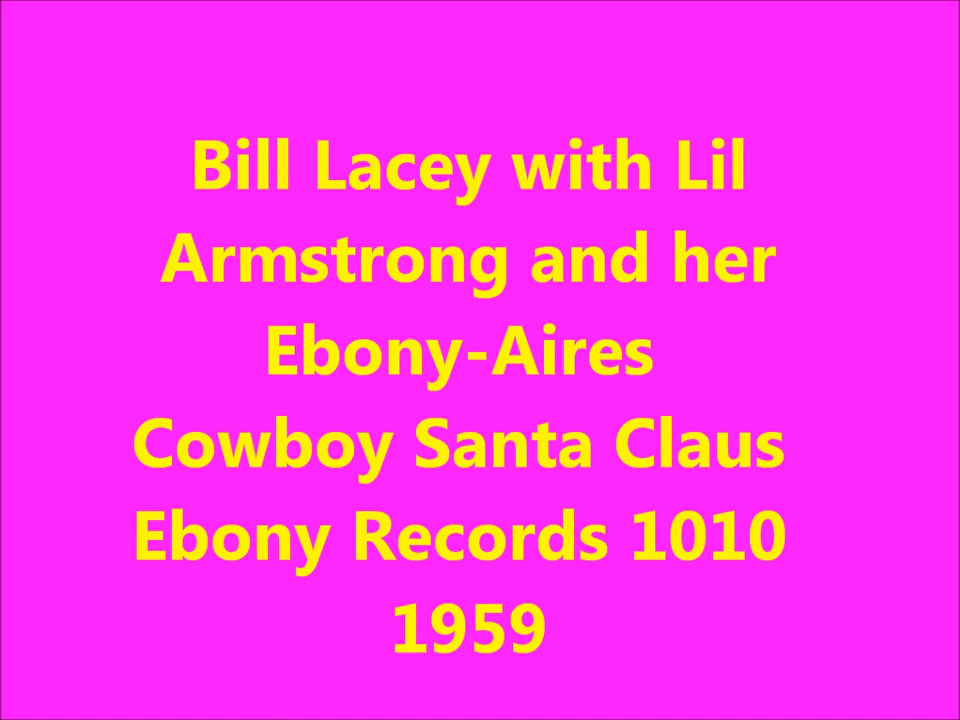 Bill Lacey with Lil
Armstrong and her
Ebony-Aires
Cowboy Santa Claus
Ebony Records 1010
1959